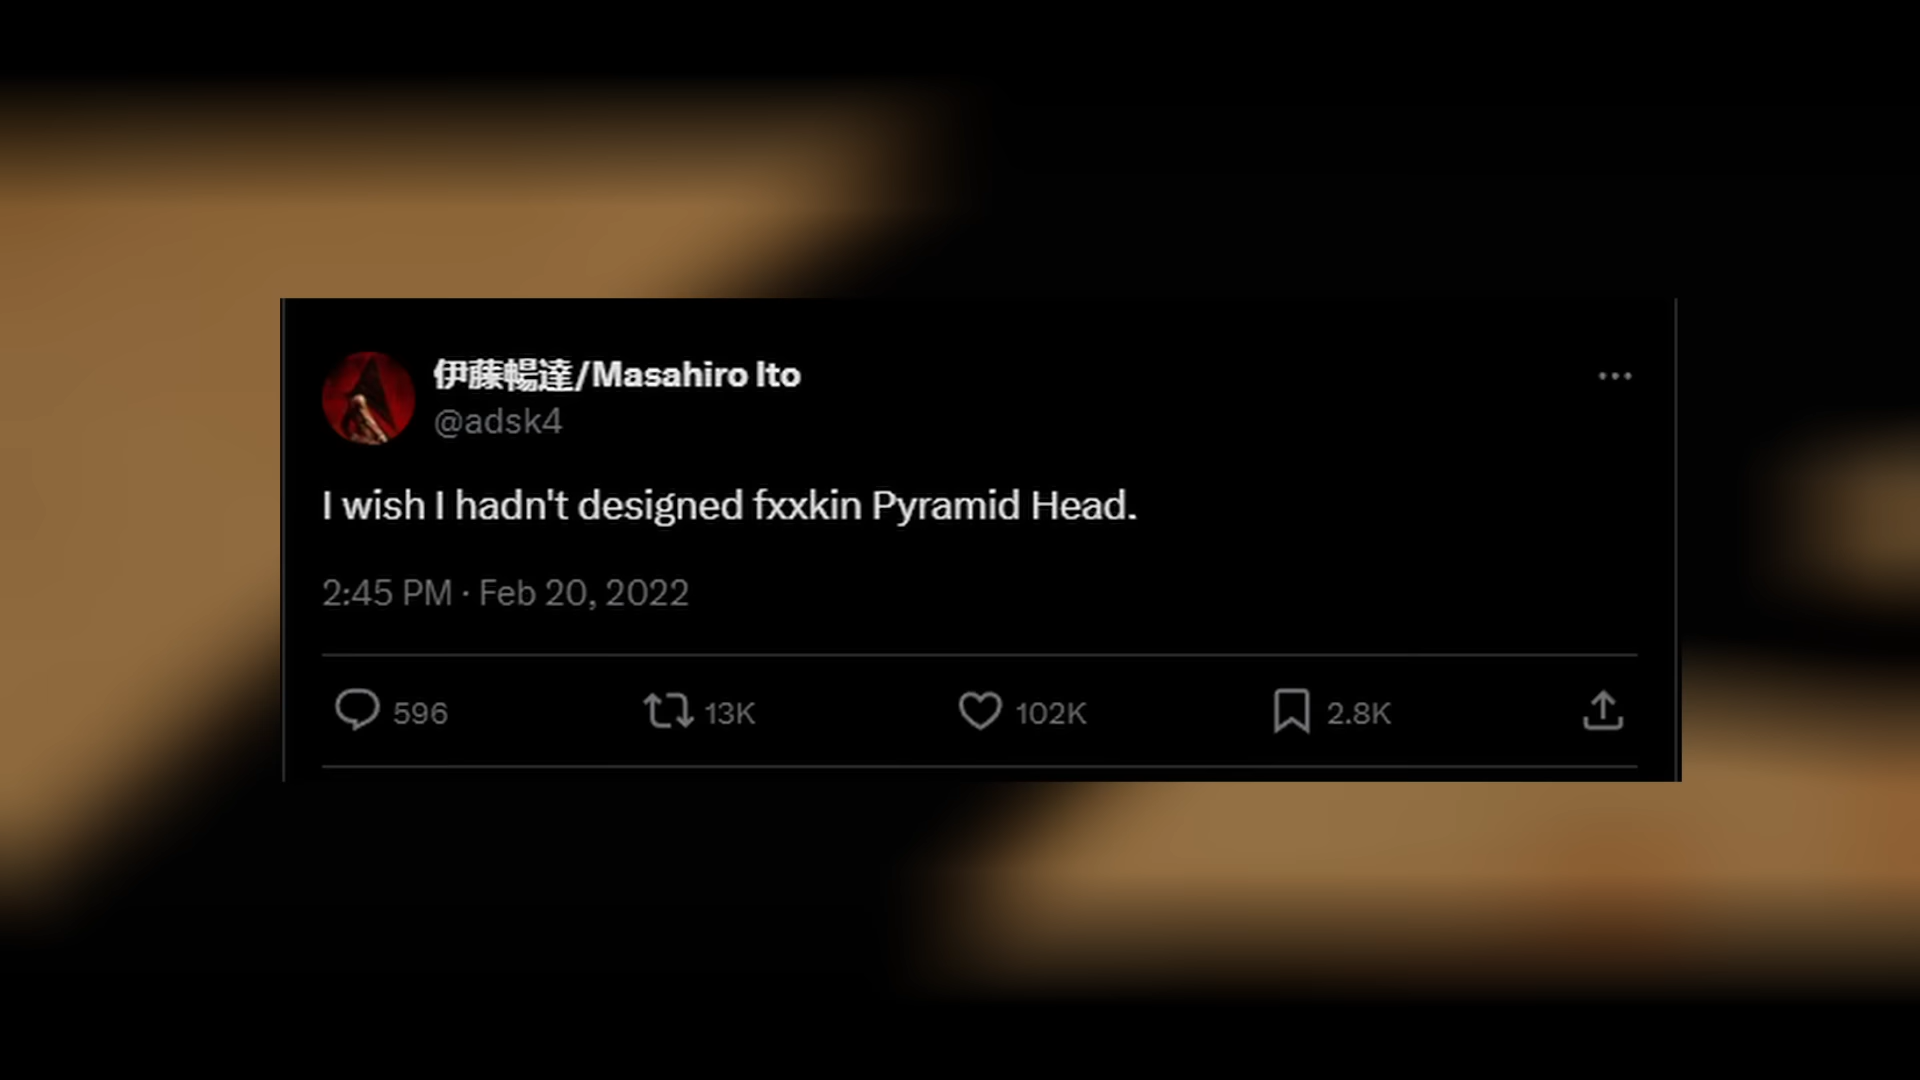 伊藤暢達/Masahiro Ito
@adsk4
I wish I hadn't designed fxxkin Pyramid Head.
2:45 PM · Feb 20, 2022
596 13K 102K 2.8K